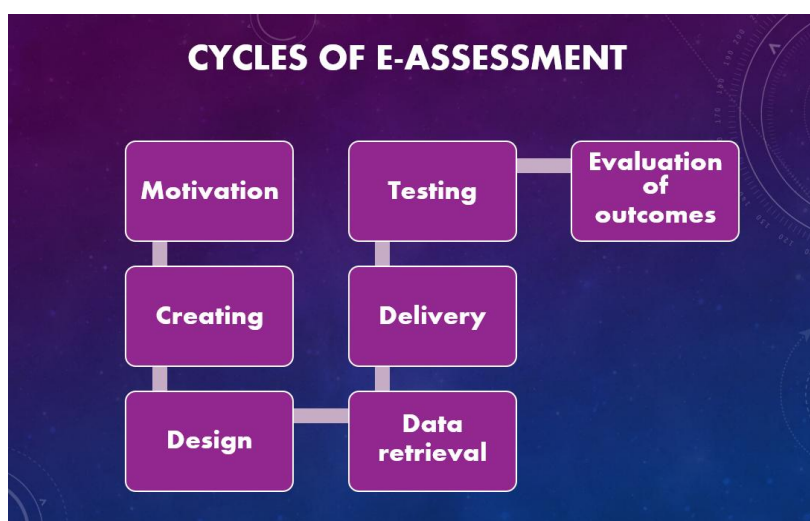 CYCLES OF E-ASSESSMENT
Motivation
Creating
Design
Data
retrieval
Delivery
Testing
Evaluation
of
outcomes